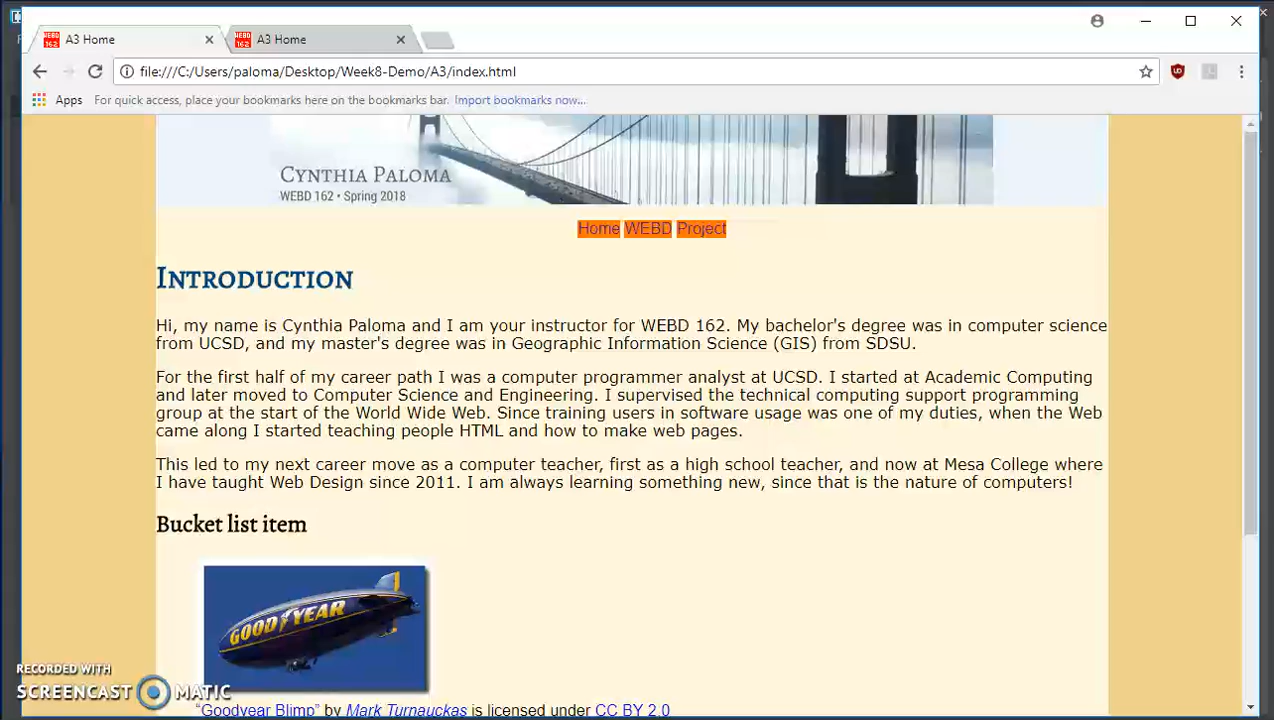 A3 Home
A3 Home
file:///C:/Users/paloma/Desktop/Week8-Demo/A3/index.html
Apps For quick access, place your bookmarks here on the bookmarks bar. Import bookmarks now...
CYNTHIA PALOMA
WEBD 162 • Spring 2018
Home WEBD Project
INTRODUCTION
Hi, my name is Cynthia Paloma and I am your instructor for WEBD 162. My bachelor's degree was in computer science
from UCSD, and my master's degree was in Geographic Information Science (GIS) from SDSU.
For the first half of my career path I was a computer programmer analyst at UCSD. I started at Academic Computing
and later moved to Computer Science and Engineering. I supervised the technical computing support programming
group at the start of the World Wide Web. Since training users in software usage was one of my duties, when the Web
came along I started teaching people HTML and how to make web pages.
This led to my next career move as a computer teacher, first as a high school teacher, and now at Mesa College where
I have taught Web Design since 2011. I am always learning something new, since that is the nature of computers!
Bucket list item
GOODYEAR
"Goodyear Blimp" by Mark Turnauckas is licensed under CC BY 2.0
RECORDED WITH
SCREENCAST MATIC